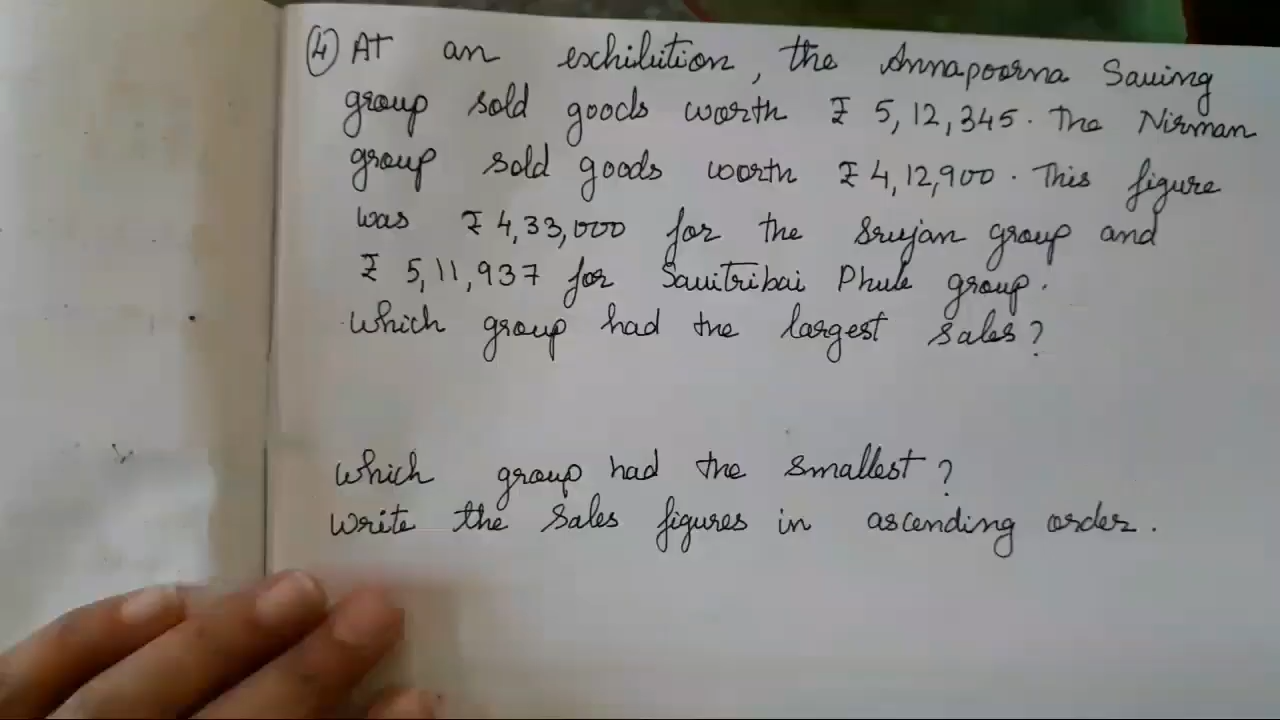 ④ At an exhibition, the Annapoorna Saving
group sold goods worth ₹ 5,12,345. The Nirman
group sold goods worth ₹ 4,12,900. This figure
was ₹ 4,33,000 for the Srujan group and
₹ 5,11,937 for Savitribai Phule group.
Which group had the largest sales?
Which group had the smallest?
Write the sales figures in ascending order.